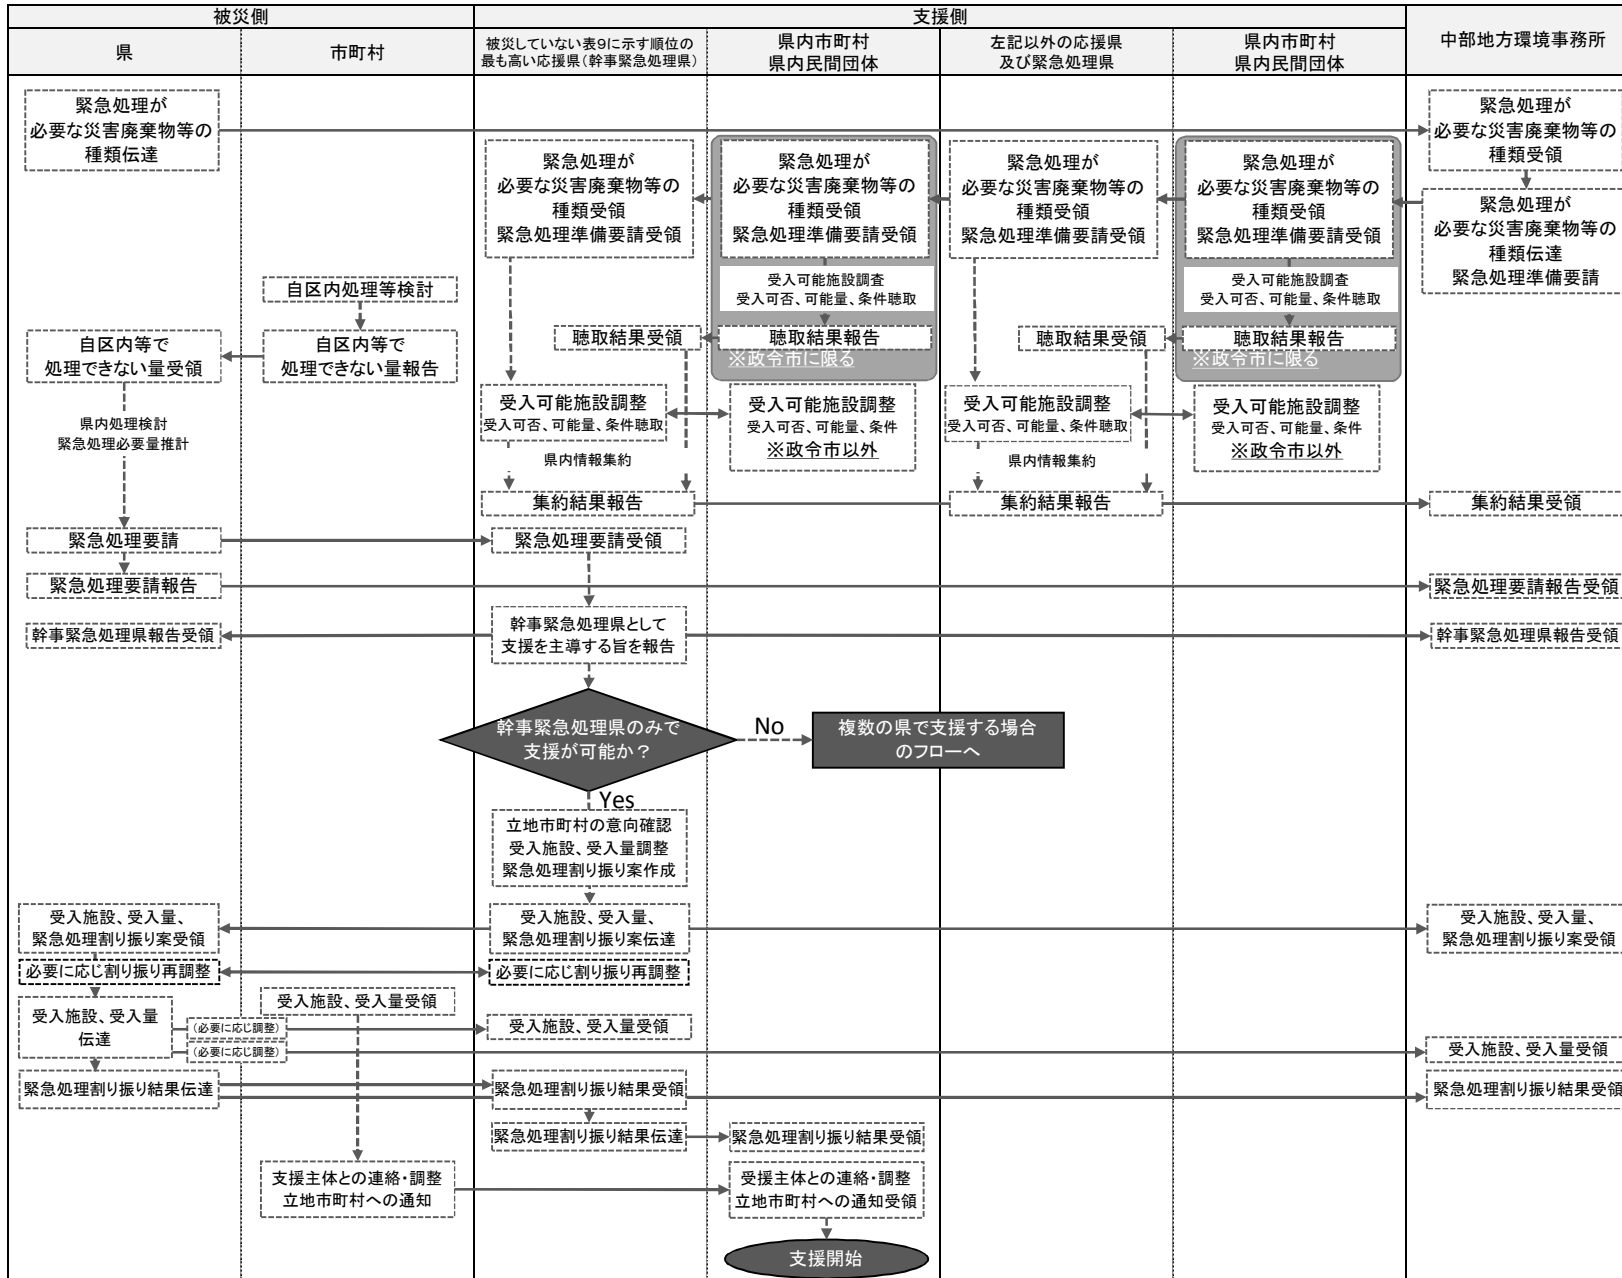 被災側
支援側
中部地方環境事務所
県
市町村
被災していない表9に示す順位の
最も高い応援県(幹事緊急処理県)
県内市町村
県内民間団体
左記以外の応援県
及び緊急処理県
県内市町村
県内民間団体
緊急処理が
必要な災害廃棄物等の
種類伝達
緊急処理が
必要な災害廃棄物等の
種類受領
緊急処理が
必要な災害廃棄物等の
種類受領
緊急処理準備要請受領
緊急処理が
必要な災害廃棄物等の
種類受領
緊急処理準備要請受領
緊急処理が
必要な災害廃棄物等の
種類受領
緊急処理準備要請受領
緊急処理が
必要な災害廃棄物等の
種類受領
緊急処理準備要請受領
緊急処理が
必要な災害廃棄物等の
種類伝達
緊急処理準備要請
受入可能施設調査
受入可否、可能量、条件聴取
受入可能施設調査
受入可否、可能量、条件聴取
自区内処理等検討
自区内等で
処理できない量受領
自区内等で
処理できない量報告
聴取結果受領
聴取結果報告
※政令市に限る
聴取結果受領
聴取結果報告
※政令市に限る
県内処理検討
緊急処理必要量推計
受入可能施設調整
受入可否、可能量、条件聴取
受入可能施設調整
受入可否、可能量、条件
※政令市以外
受入可能施設調整
受入可否、可能量、条件聴取
受入可能施設調整
受入可否、可能量、条件
※政令市以外
県内情報集約
県内情報集約
集約結果報告
集約結果報告
集約結果受領
緊急処理要請
緊急処理要請受領
緊急処理要請報告
緊急処理要請報告受領
幹事緊急処理県報告受領
幹事緊急処理県として
支援を主導する旨を報告
幹事緊急処理県報告受領
幹事緊急処理県のみで
支援が可能か？
No
複数の県で支援する場合
のフローへ
Yes
立地市町村の意向確認
受入施設、受入量調整
緊急処理割り振り案作成
受入施設、受入量、
緊急処理割り振り案受領
受入施設、受入量、
緊急処理割り振り案伝達
受入施設、受入量、
緊急処理割り振り案受領
必要に応じ割り振り再調整
必要に応じ割り振り再調整
受入施設、受入量
伝達
受入施設、受入量受領
(必要に応じ調整)
受入施設、受入量受領
(必要に応じ調整)
受入施設、受入量受領
緊急処理割り振り結果伝達
緊急処理割り振り結果受領
緊急処理割り振り結果受領
緊急処理割り振り結果伝達
緊急処理割り振り結果受領
支援主体との連絡・調整
立地市町村への通知
受援主体との連絡・調整
立地市町村への通知受領
支援開始